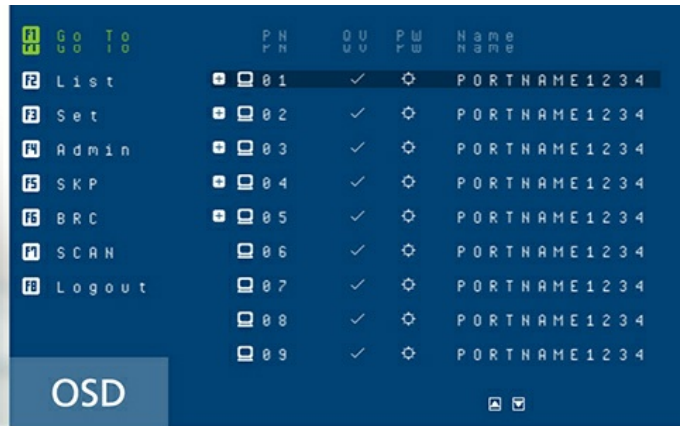 F1 Go To PN QV PW Name
F2 List 01 PORTNAME1234
F3 Set 02 PORTNAME1234
F4 Admin 03 PORTNAME1234
F5 SKP 04 PORTNAME1234
F6 BRC 05 PORTNAME1234
F7 SCAN 06 PORTNAME1234
F8 Logout 07 PORTNAME1234
08 PORTNAME1234
09 PORTNAME1234
OSD